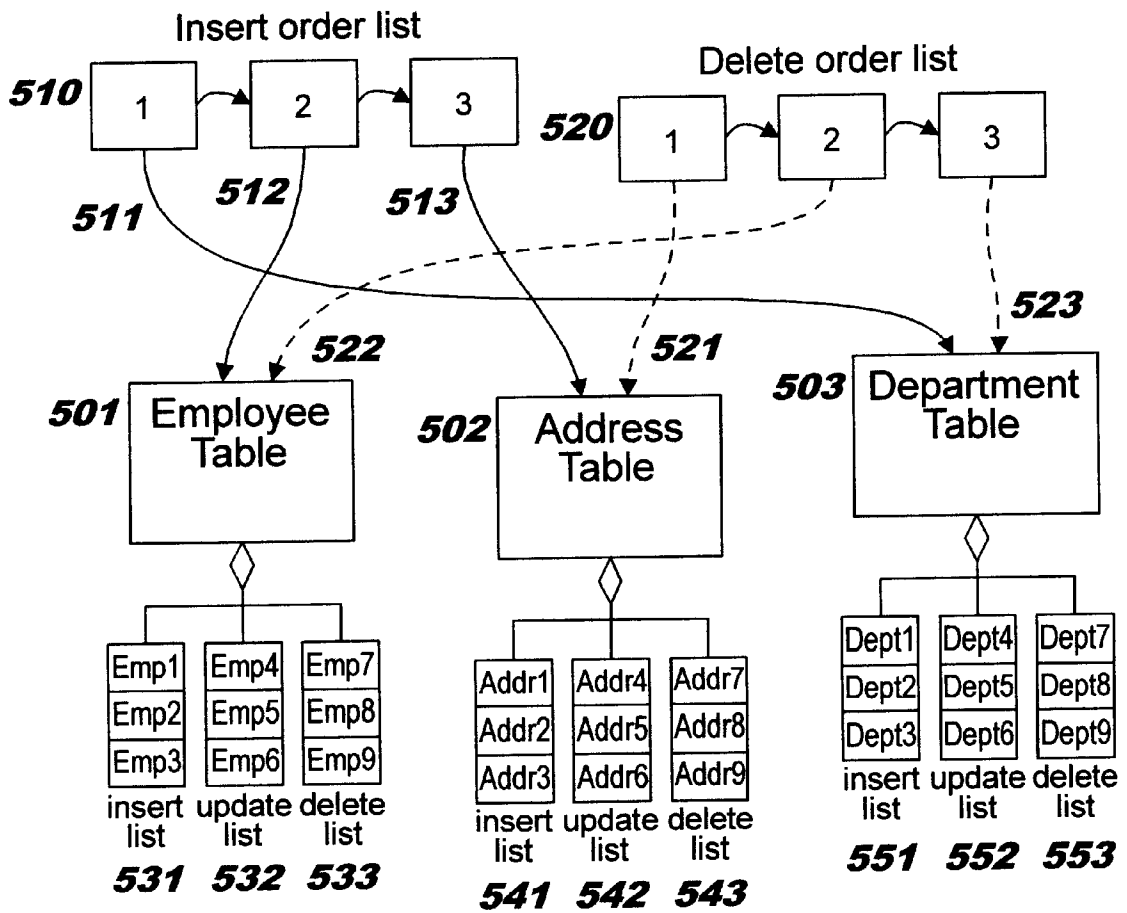 Insert order list
510
1
2
3
Delete order list
520
1
2
3
511
512
513
522
521
523
501
Employee
Table
502
Address
Table
503
Department
Table
Emp1
Emp2
Emp3
insert
list
531
Emp4
Emp5
Emp6
update
list
532
Emp7
Emp8
Emp9
delete
list
533
Addr1
Addr2
Addr3
insert
list
541
Addr4
Addr5
Addr6
update
list
542
Addr7
Addr8
Addr9
delete
list
543
Dept1
Dept2
Dept3
insert
list
551
Dept4
Dept5
Dept6
update
list
552
Dept7
Dept8
Dept9
delete
list
553